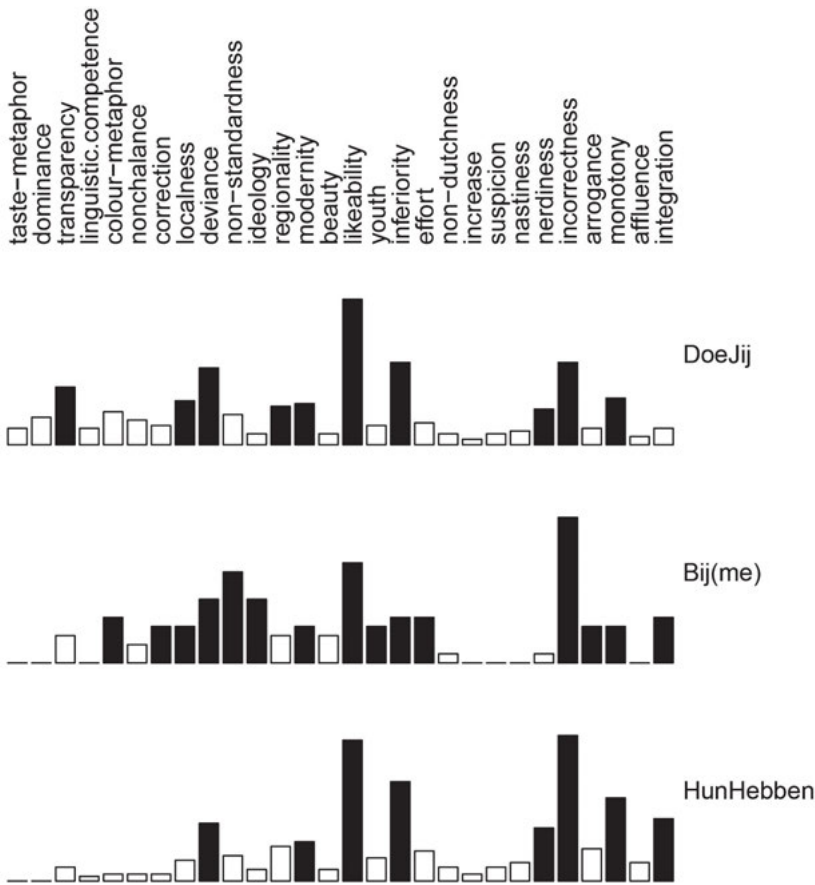 taste-metaphor
dominance
transparency
linguistic.competence
colour-metaphor
nonchalance
correction
localness
deviance
non-standardness
ideology
regionality
modernity
beauty
likeability
youth
inferiority
effort
non-dutchness
increase
suspicion
nastiness
nerdiness
incorrectness
arrogance
monotony
affluence
integration
DoeJij
Bij(me)
HunHebben